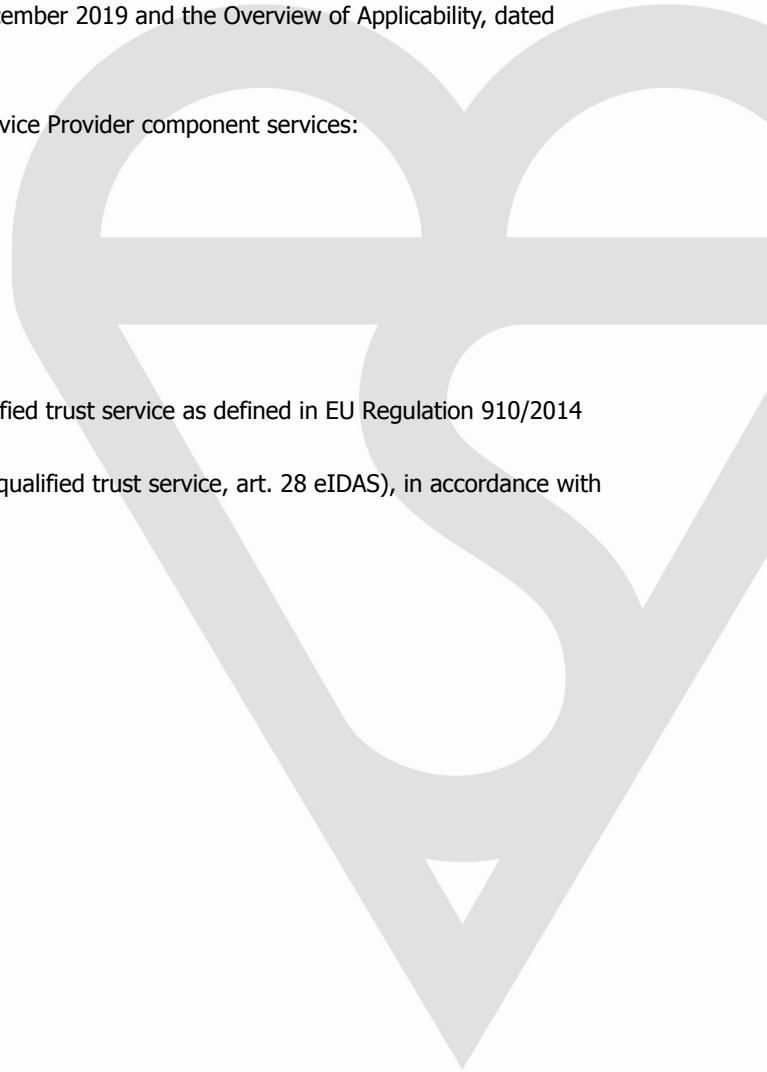 cember 2019 and the Overview of Applicability, dated
vice Provider component services:
fied trust service as defined in EU Regulation 910/2014
qualified trust service, art. 28 eIDAS), in accordance with